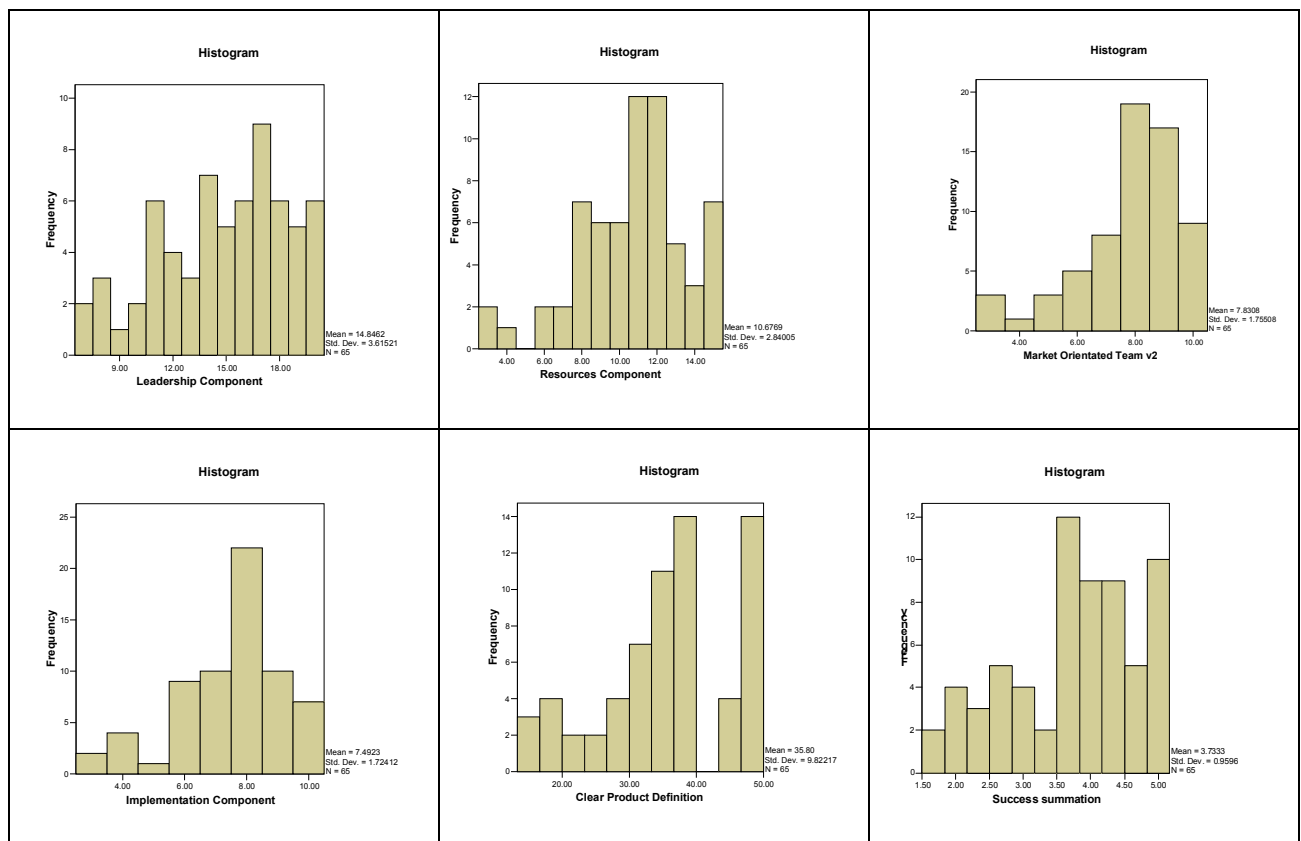 Histogram
10
8
6
4
2
0
Frequency
9.00 12.00 15.00 18.00
Leadership Component
Mean = 14.8462
Std. Dev. = 3.61521
N = 65
Histogram
12
10
8
6
4
2
0
Frequency
4.00 6.00 8.00 10.00 12.00 14.00
Resources Component
Mean = 10.6769
Std. Dev. = 2.84005
N = 65
Histogram
20
15
10
5
0
Frequency
4.00 6.00 8.00 10.00
Market Orientated Team v2
Mean = 7.8308
Std. Dev. = 1.75508
N = 65
Histogram
25
20
15
10
5
0
Frequency
4.00 6.00 8.00 10.00
Implementation Component
Mean = 7.4923
Std. Dev. = 1.72412
N = 65
Histogram
14
12
10
8
6
4
2
0
Frequency
20.00 30.00 40.00 50.00
Clear Product Definition
Mean = 35.80
Std. Dev. = 9.82217
N = 65
Histogram
12
10
8
6
4
2
0
Frequency
1.50 2.00 2.50 3.00 3.50 4.00 4.50 5.00
Success summation
Mean = 3.7333
Std. Dev. = 0.9596
N = 65